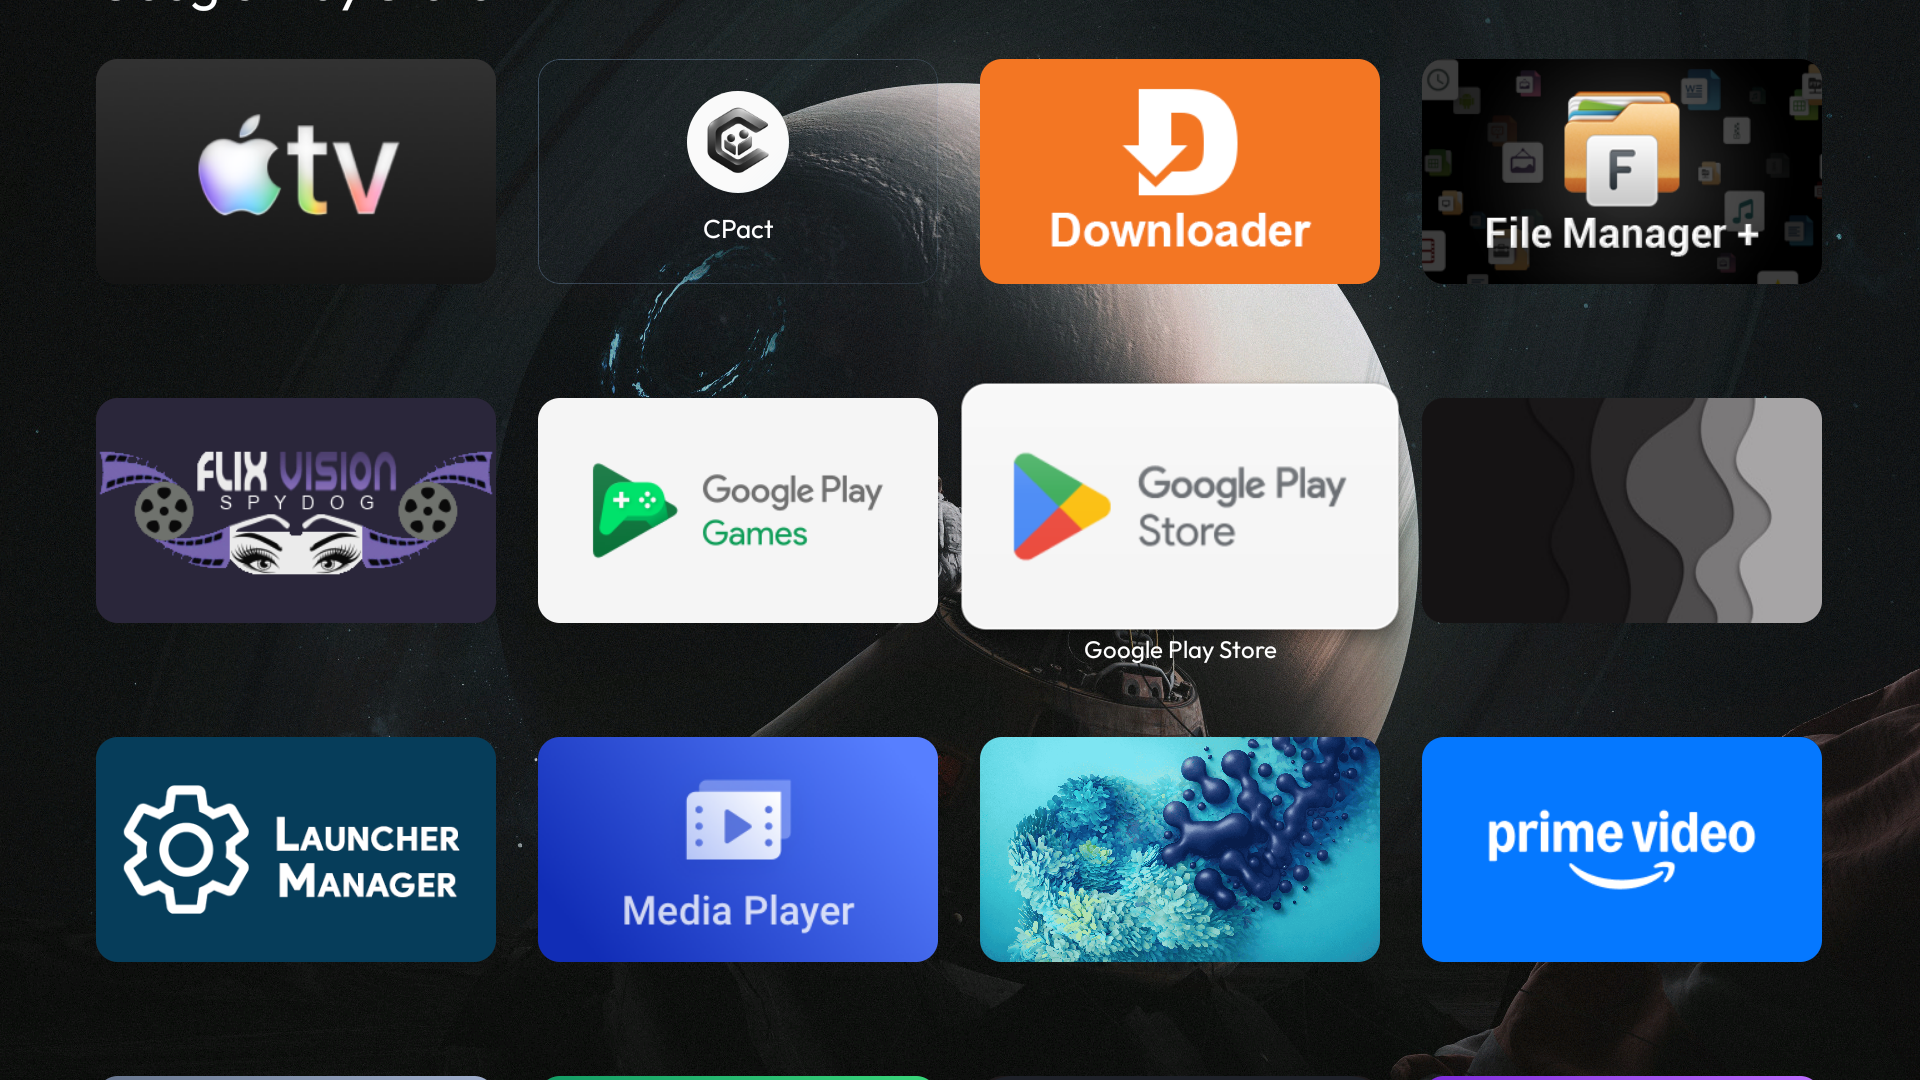 tv
CPact
Downloader
File Manager +
FLIX VISION
SPYDOG
Google Play
Games
Google Play
Store
Google Play Store
LAUNCHER
MANAGER
Media Player
prime video